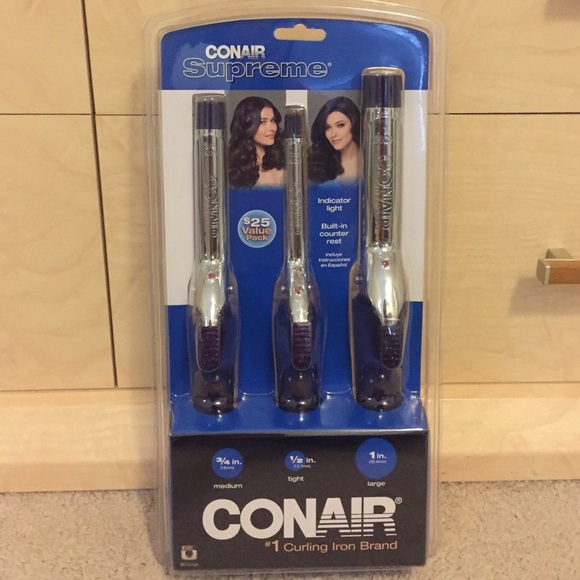 CONAIR
Supreme®
$25
Value
Pack
Indicator
light
Built-in
counter
rest
Incluye
Instrucciones
en Español
CONAIR
CONAIR
CONAIR
3/4 in.
medium
1/2 in.
tight
1 in.
large
CONAIR®
#1 Curling Iron Brand